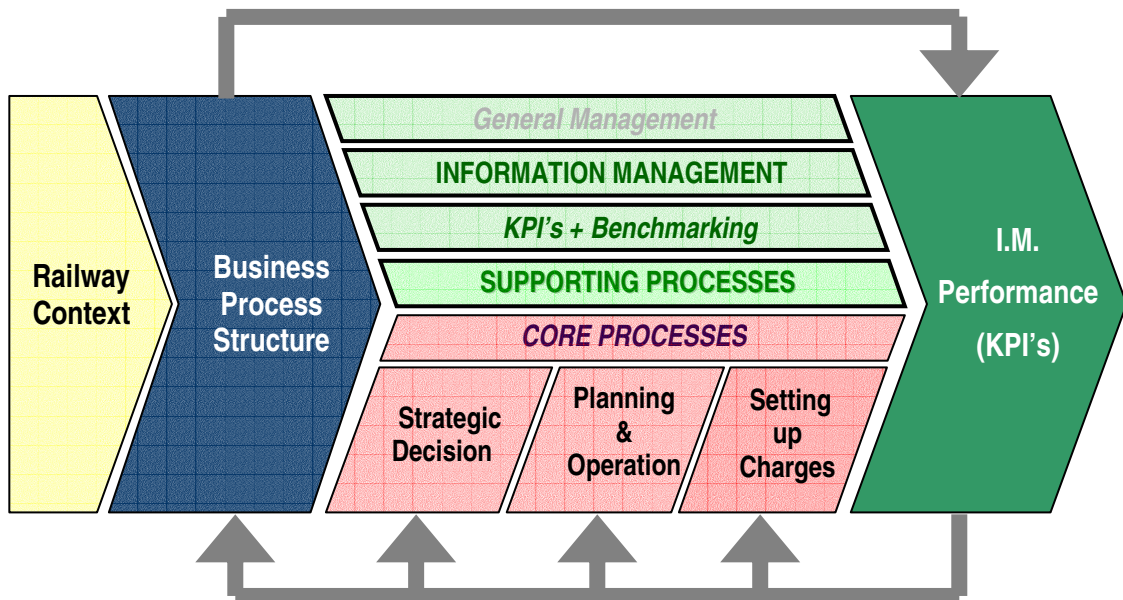 Railway
Context
Business
Process
Structure
General Management
INFORMATION MANAGEMENT
KPI's + Benchmarking
SUPPORTING PROCESSES
CORE PROCESSES
Strategic
Decision
Planning
&
Operation
Setting
up
Charges
I.M.
Performance
(KPI's)